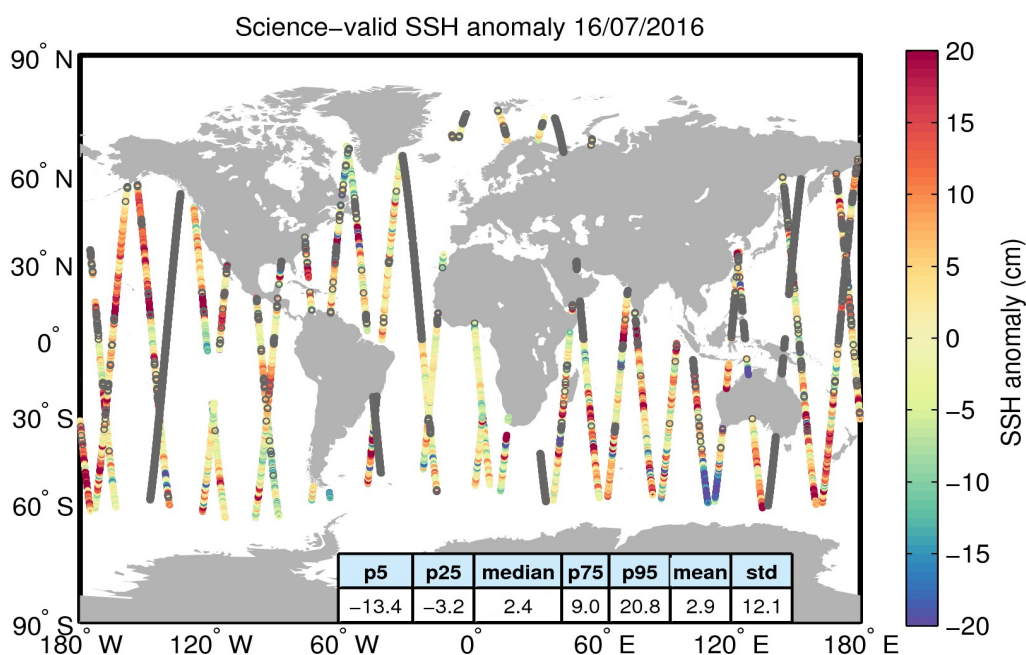 Science−valid SSH anomaly 16/07/2016
90° N
60° N
30° N
0°
30° S
60° S
90° S
180° W
120° W
60° W
0°
60° E
120° E
180° E
p5 p25 median p75 p95 mean std
−13.4 −3.2 2.4 9.0 20.8 2.9 12.1
20
15
10
5
0
−5
−10
−15
−20
SSH anomaly (cm)